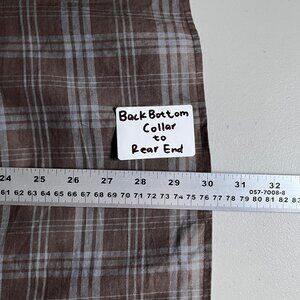 Back Bottom
Collar
to
Rear End
24 25 26 27 28 29 30 31 32
057-7008-8
61 62 63 64 65 66 67 68 69 70 71 72 73 74 75 76 77 78 79 80 81 82 83